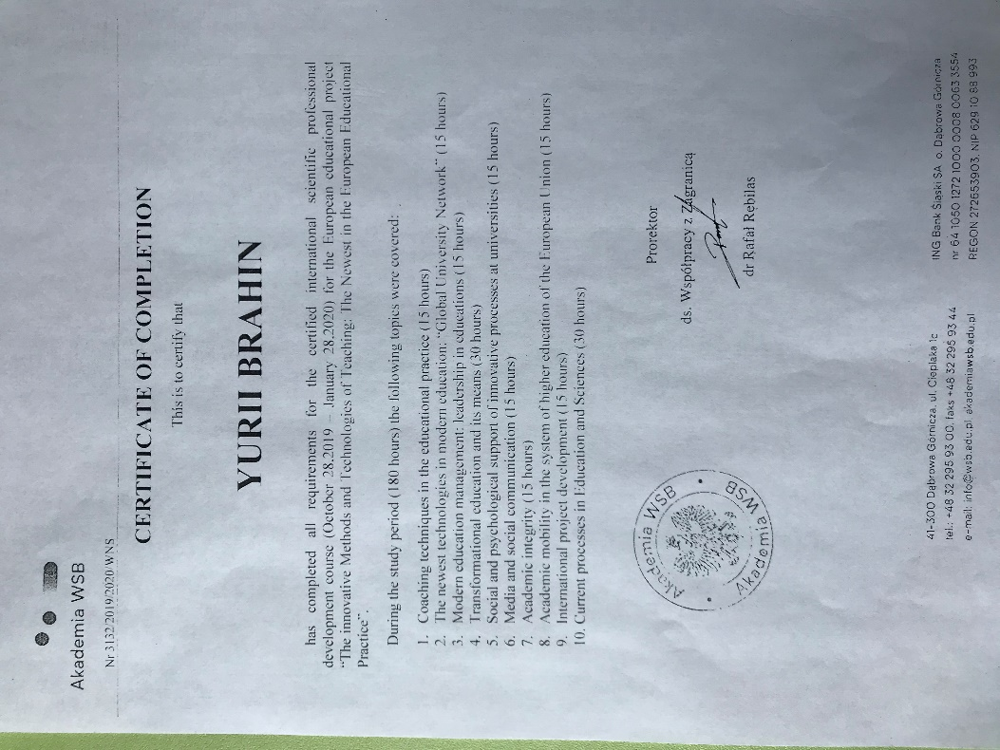 Akademia WSB
Nr 3132/2019/2020/WNS
CERTIFICATE OF COMPLETION
This is to certify that
YURII BRAHIN
has completed all requirements for the certified international scientific professional
development course (October 28.2019 – January 28.2020) for the European educational project
“The innovative Methods and Technologies of Teaching: The Newest in the European Educational
Practice”.
During the study period (180 hours) the following topics were covered:
1. Coaching techniques in the educational practice (15 hours)
2. The newest technologies in modern education: “Global University Network” (15 hours)
3. Modern education management: leadership in educations (15 hours)
4. Transformational education and its means (30 hours)
5. Social and psychological support of innovative processes at universities (15 hours)
6. Media and social communication (15 hours)
7. Academic integrity (15 hours)
8. Academic mobility in the system of higher education of the European Union (15 hours)
9. International project development (15 hours)
10. Current processes in Education and Sciences (30 hours)
Akademia WSB
Akademia WSB
Prorektor
ds. Współpracy z Zagranicą
dr Rafał Rębilas
41-300 Dąbrowa Górnicza, ul. Cieplaka 1c
tel.: +48 32 295 93 00, faks +48 32 295 93 44
e-mail: info@wsb.edu.pl, akademiawsb.edu.pl
ING Bank Śląski SA o. Dąbrowa Górnicza
nr 64 1050 1272 1000 0008 0063 3554
REGON 272653903, NIP 629 10 88 993